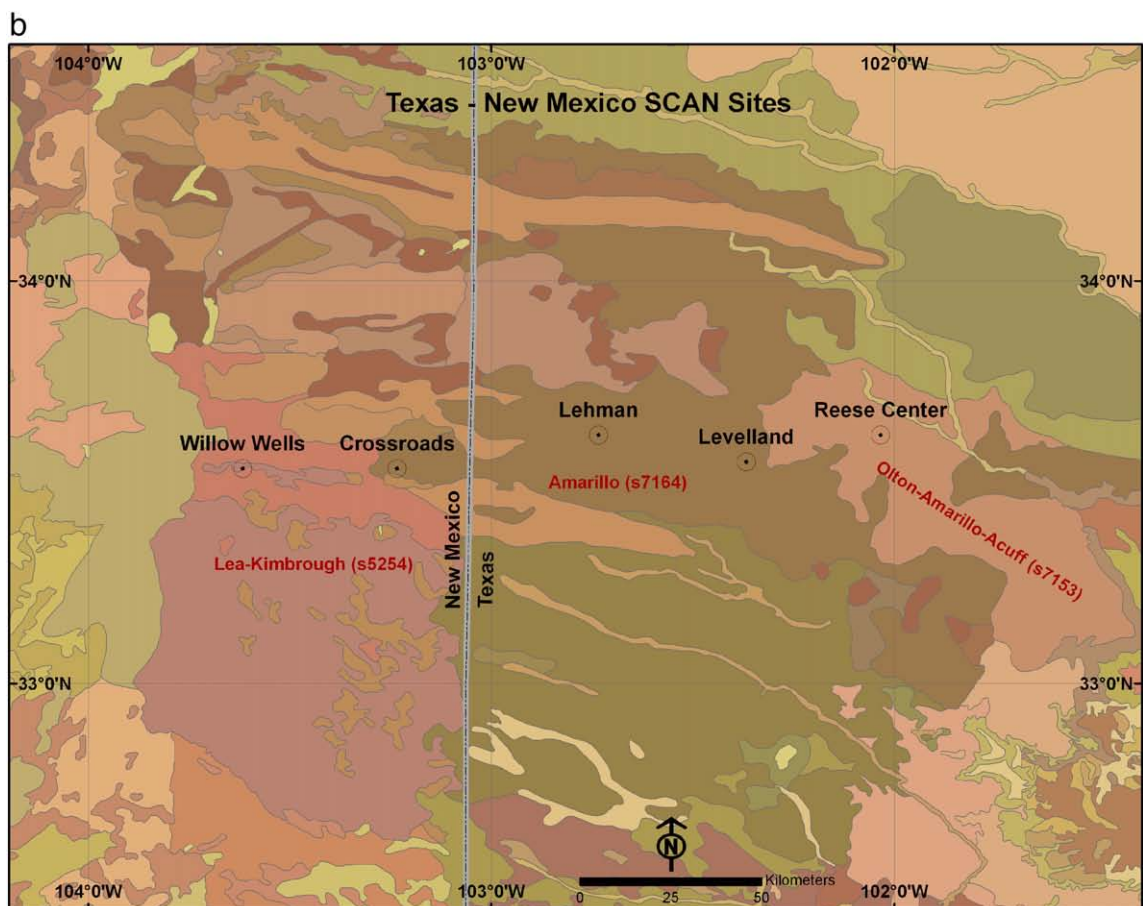 b
104°0'W 103°0'W 102°0'W
Texas - New Mexico SCAN Sites
34°0'N 34°0'N
Lehman Reese Center
Willow Wells Crossroads Levelland
Amarillo (s7164)
Olton-Amarillo-Acuff (s7153)
Lea-Kimbrough (s5254)
New Mexico
Texas
33°0'N 33°0'N
N
Kilometers
104°0'W 103°0'W 0 25 50 102°0'W